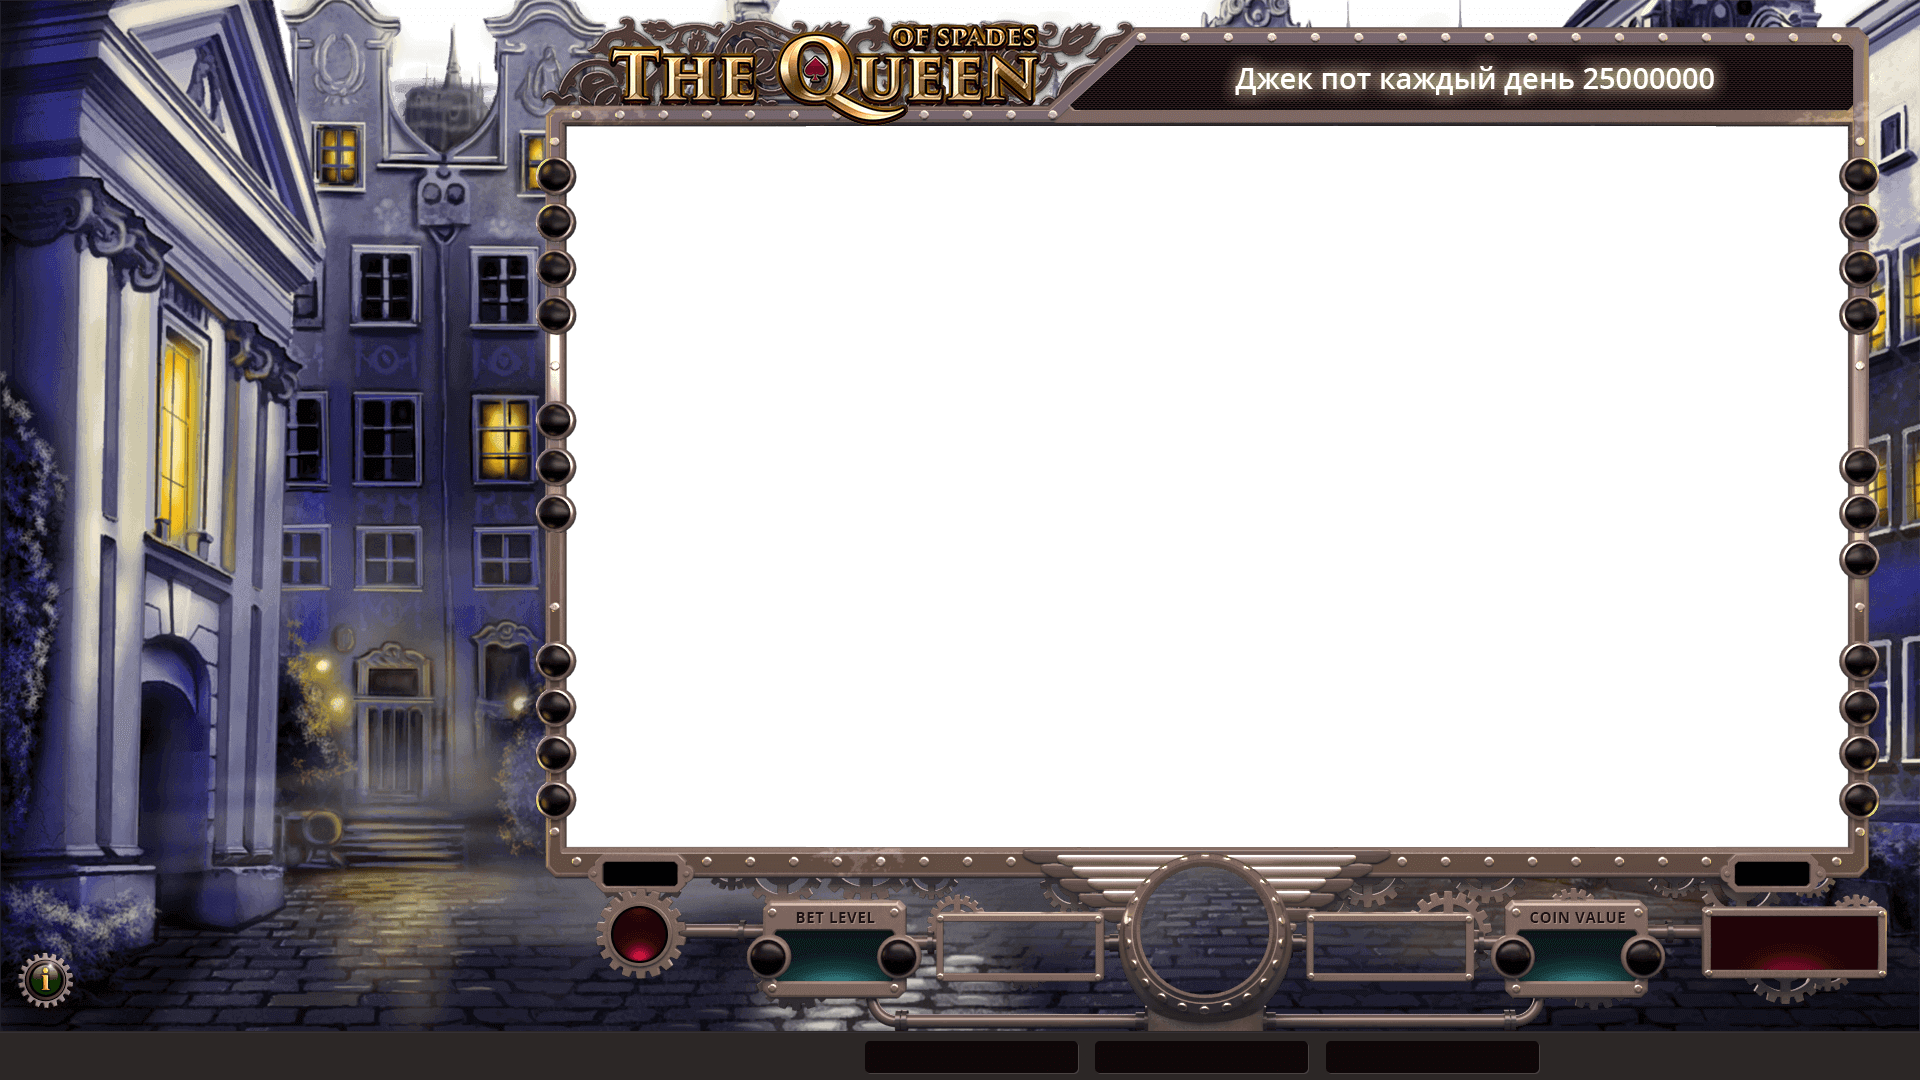 OF SPADES
THE QUEEN
Джек пот каждый день 25000000
BET LEVEL
COIN VALUE
i